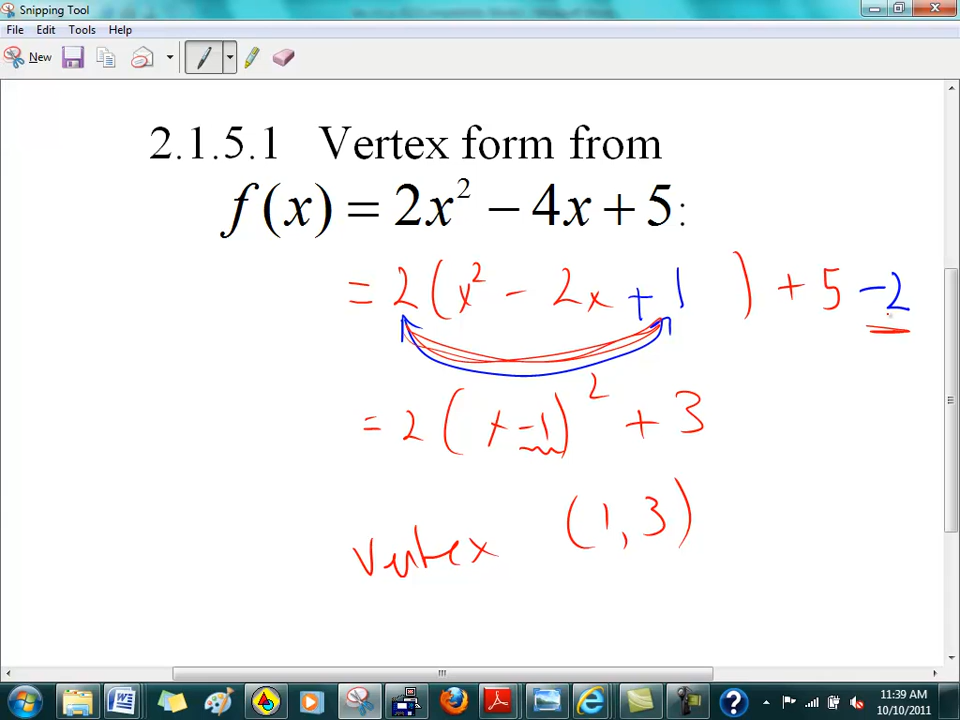 Snipping Tool
File Edit Tools Help
New
2.1.5.1 Vertex form from
f(x) = 2x² − 4x + 5:
= 2(x² − 2x + 1 ) + 5 − 2
= 2(x − 1)² + 3
vertex (1, 3)
11:39 AM
10/10/2011